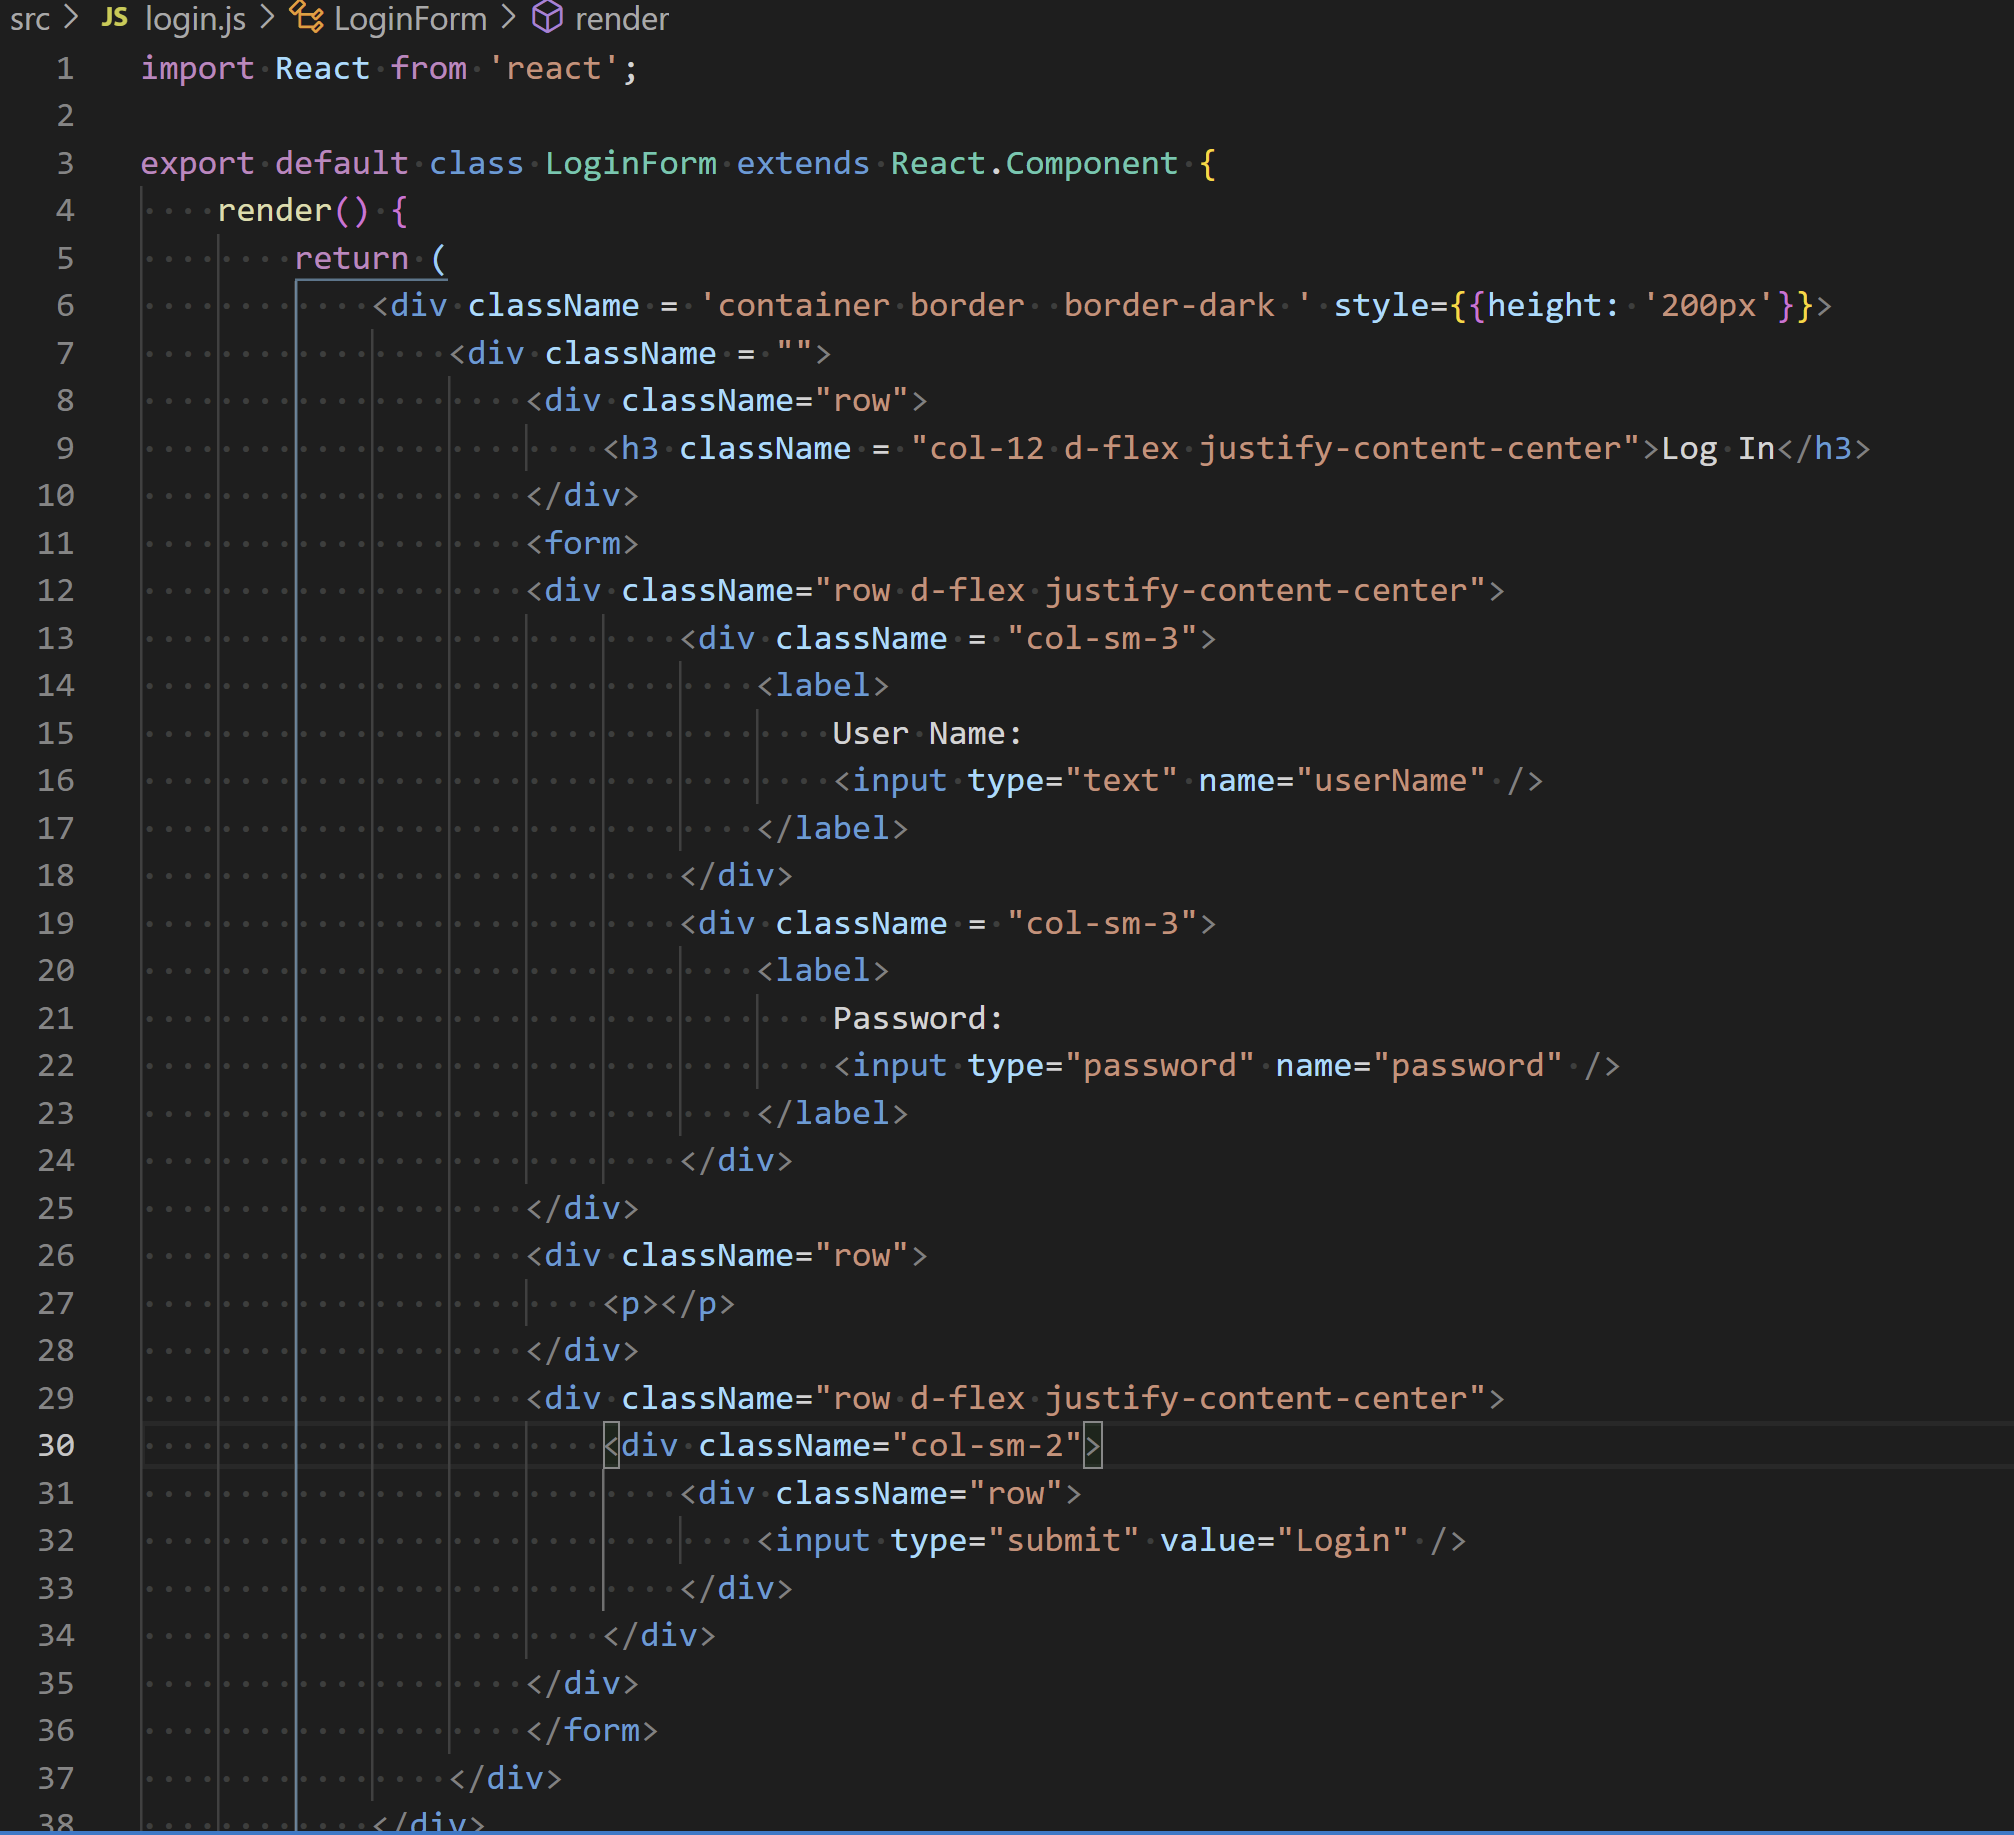 src > JS login.js > LoginForm > render
1 import React from 'react';
2
3 export default class LoginForm extends React.Component {
4     render() {
5         return (
6             <div className = 'container border  border-dark ' style={{height: '200px'}}>
7                 <div className = "">
8                     <div className="row">
9                         <h3 className = "col-12 d-flex justify-content-center">Log In</h3>
10                     </div>
11                     <form>
12                     <div className="row d-flex justify-content-center">
13                             <div className = "col-sm-3">
14                                 <label>
15                                     User Name:
16                                     <input type="text" name="userName" />
17                                 </label>
18                             </div>
19                             <div className = "col-sm-3">
20                                 <label>
21                                     Password:
22                                     <input type="password" name="password" />
23                                 </label>
24                             </div>
25                     </div>
26                     <div className="row">
27                         <p></p>
28                     </div>
29                     <div className="row d-flex justify-content-center">
30                         <div className="col-sm-2">
31                             <div className="row">
32                                 <input type="submit" value="Login" />
33                             </div>
34                         </div>
35                     </div>
36                     </form>
37                 </div>
38             </div>